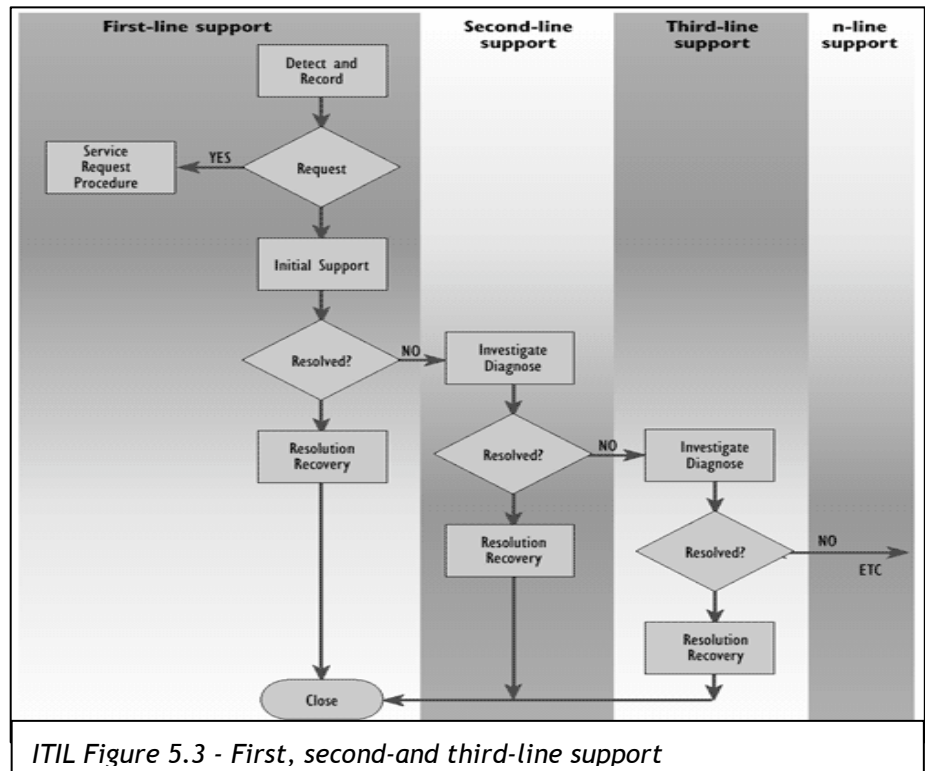 First-line support
Second-line
support
Third-line
support
n-line
support
Detect and
Record
Request
YES
Service
Request
Procedure
Initial Support
Resolved?
NO
Investigate
Diagnose
Resolution
Recovery
Resolved?
NO
Investigate
Diagnose
Resolution
Recovery
Resolved?
NO
ETC
Resolution
Recovery
Close
ITIL Figure 5.3 - First, second-and third-line support